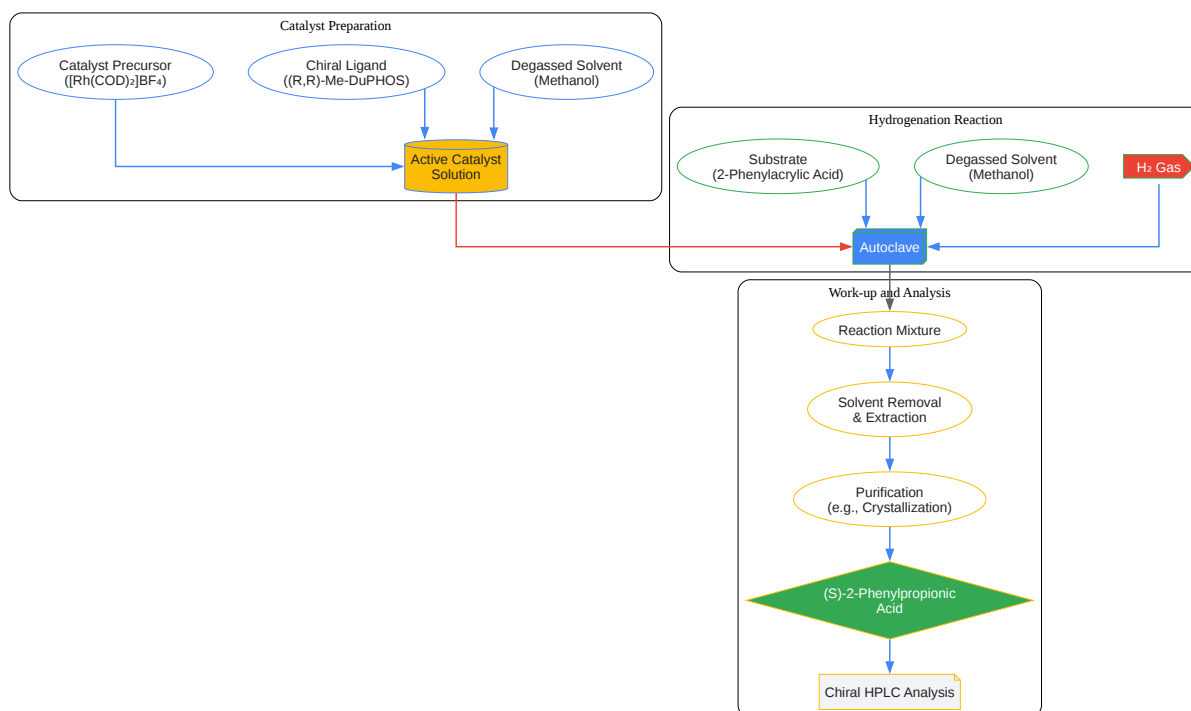 Catalyst Preparation
Catalyst Precursor
([Rh(COD)₂]BF₄)
Chiral Ligand
((R,R)-Me-DuPHOS)
Degassed Solvent
(Methanol)
Active Catalyst
Solution
Hydrogenation Reaction
Substrate
(2-Phenylacrylic Acid)
Degassed Solvent
(Methanol)
H₂ Gas
Autoclave
Work-up and Analysis
Reaction Mixture
Solvent Removal
& Extraction
Purification
(e.g., Crystallization)
(S)-2-Phenylpropionic
Acid
Chiral HPLC Analysis